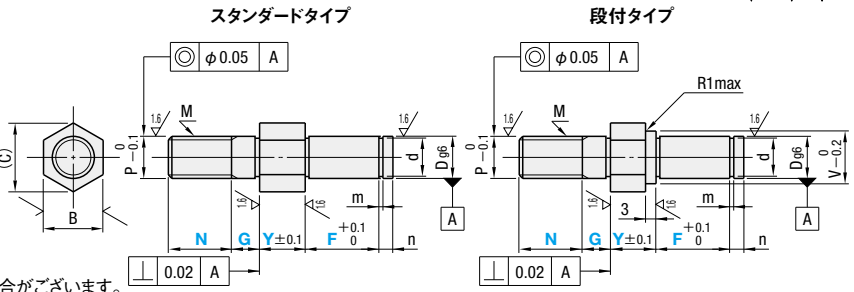 スタンダードタイプ
段付タイプ
◎ φ0.05 A
◎ φ0.05 A
R1max
1.6 M 1.6
1.6 M 1.6
(C)
P 0 -0.1
d
Dg6
P 0 -0.1
d
Dg6
V 0 -0.2
B
1.6 1.6 m
1.6 3 1.6 m
A
A
N G Y±0.1 F +0.1 0 n
N G Y±0.1 F +0.1 0 n
⊥ 0.02 A
⊥ 0.02 A
合がございます。